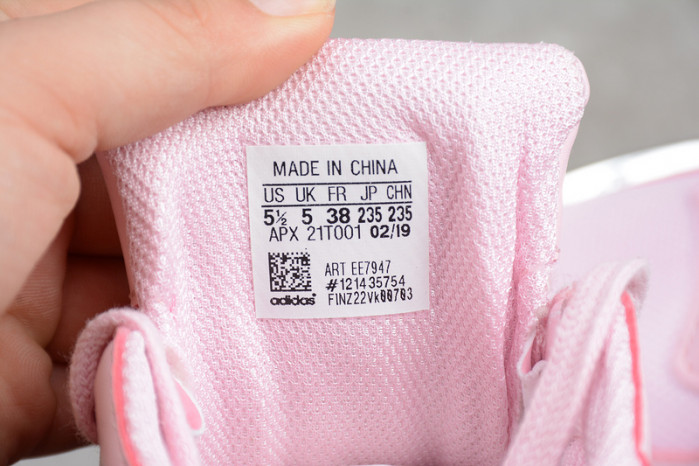 MADE IN CHINA
US UK FR JP CHN
5½ 5 38 235 235
APX 21T001 02/19
ART EE7947
#121435754
adidas® F1NZ22Vk00703